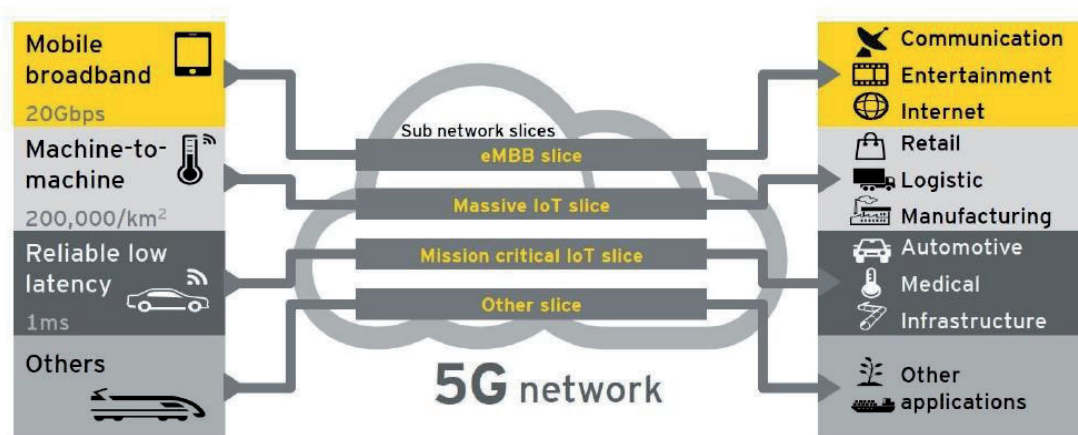 Mobile
broadband
20Gbps
Machine-to-
machine
200,000/km²
Reliable low
latency
1ms
Others
Sub network slices
eMBB slice
Massive IoT slice
Mission critical IoT slice
Other slice
5G network
Communication
Entertainment
Internet
Retail
Logistic
Manufacturing
Automotive
Medical
Infrastructure
Other
applications